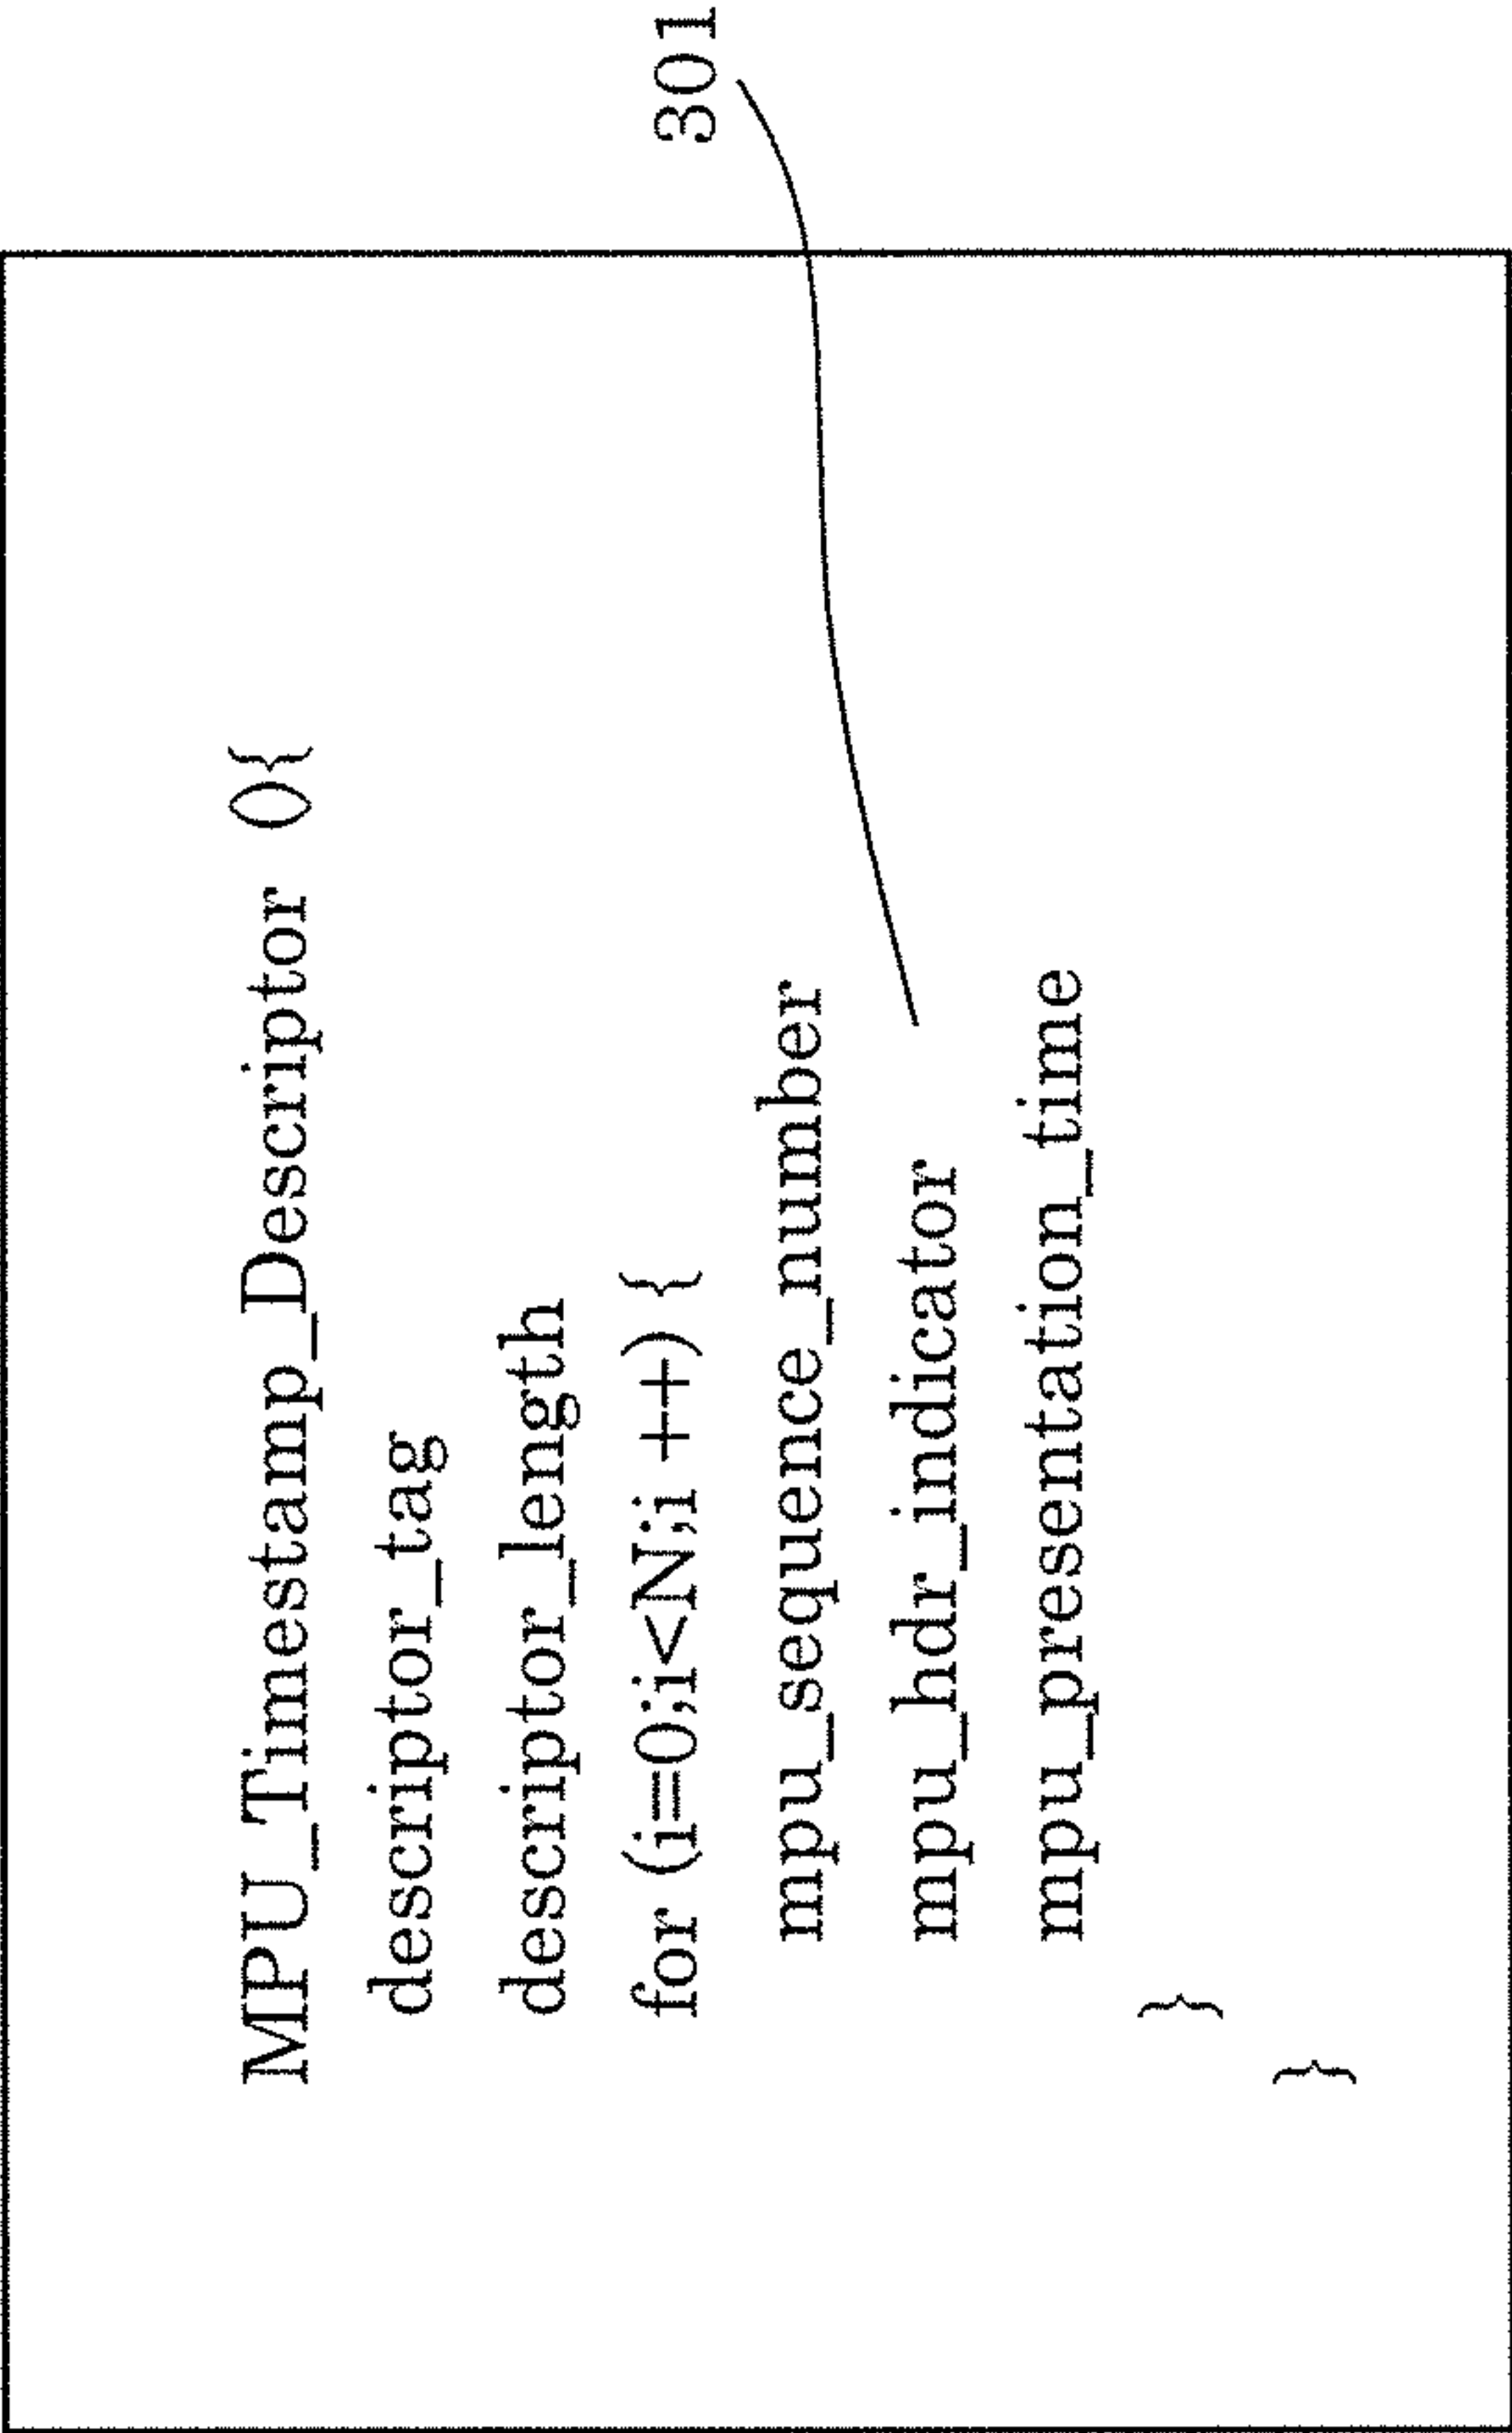 MPU_Timestamp_Descriptor (){
descriptor_tag
descriptor_length
for (i=0;i<N;i ++) {
mpu_sequence_number
mpu_hdr_indicator
301
mpu_presentation_time
}
}